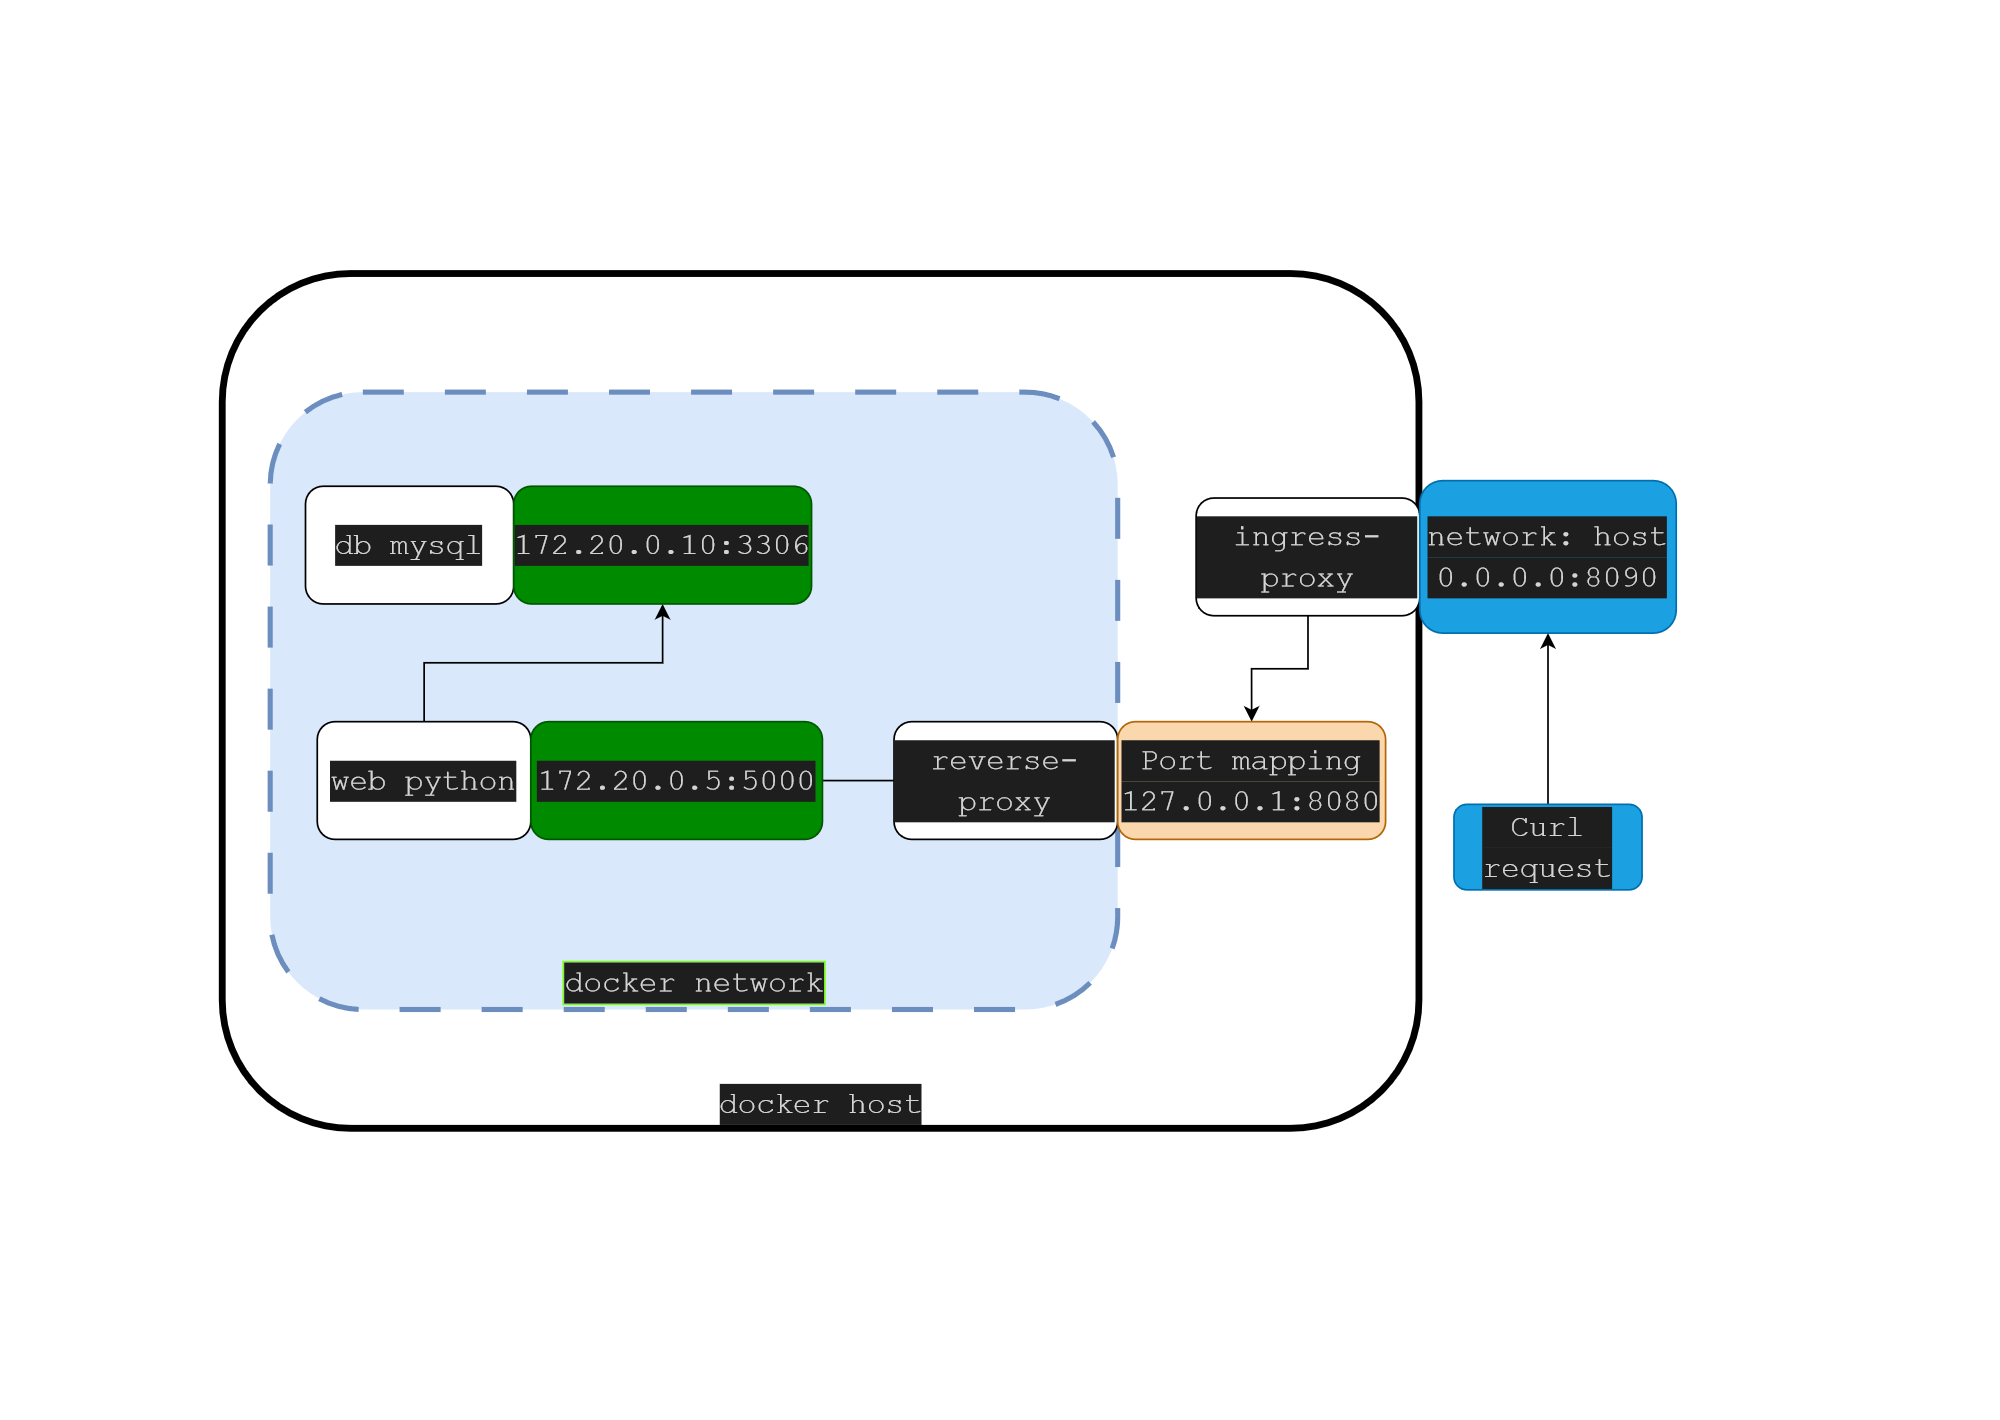 db mysql
172.20.0.10:3306
ingress-
proxy
network: host
0.0.0.0:8090
web python
172.20.0.5:5000
reverse-
proxy
Port mapping
127.0.0.1:8080
Curl
request
docker network
docker host